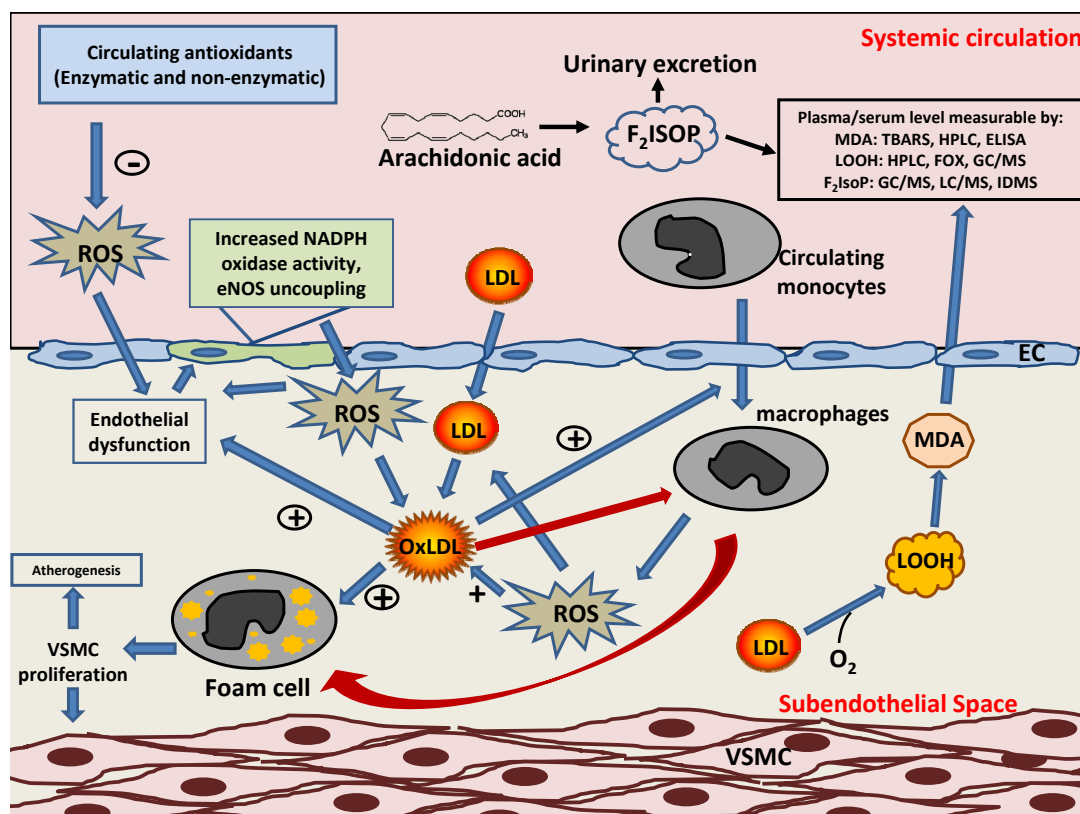 Systemic circulation
Circulating antioxidants
(Enzymatic and non-enzymatic)
Urinary excretion
COOH
CH₃
Arachidonic acid
F₂ISOP
Plasma/serum level measurable by:
MDA: TBARS, HPLC, ELISA
LOOH: HPLC, FOX, GC/MS
F₂IsoP: GC/MS, LC/MS, IDMS
-
ROS
Increased NADPH
oxidase activity,
eNOS uncoupling
LDL
Circulating
monocytes
EC
Endothelial
dysfunction
ROS
LDL
macrophages
MDA
+
+
OxLDL
LOOH
Atherogenesis
+
+
ROS
VSMC
proliferation
LDL
O₂
Foam cell
Subendothelial Space
VSMC